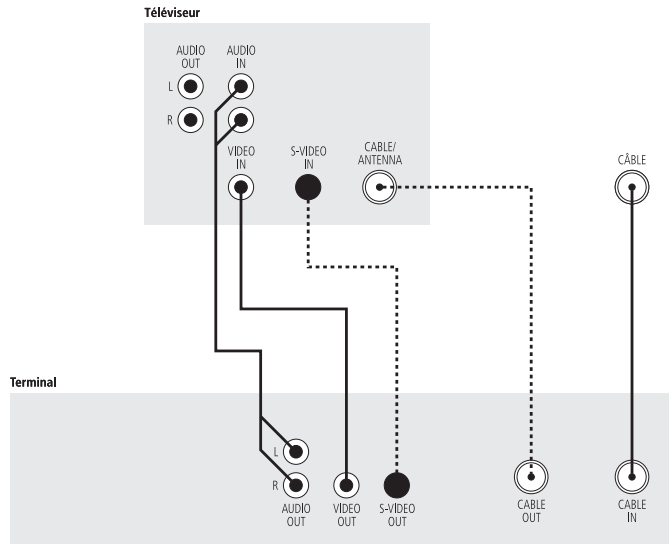 Téléviseur
AUDIO
OUT
AUDIO
IN
L
R
VIDEO
IN
S-VIDEO
IN
CABLE/
ANTENNA
CÂBLE
Terminal
L
R
AUDIO
OUT
VIDEO
OUT
S-VIDEO
OUT
CABLE
OUT
CABLE
IN